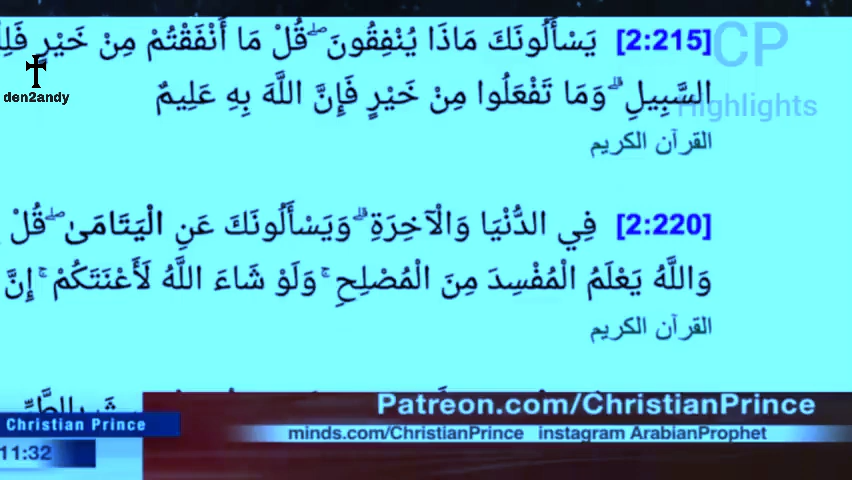 [2:215] يَسْأَلُونَكَ مَاذَا يُنْفِقُونَ ۖ قُلْ مَا أَنْفَقْتُمْ مِنْ خَيْرٍ
السَّبِيلِ ۗ وَمَا تَفْعَلُوا مِنْ خَيْرٍ فَإِنَّ اللَّهَ بِهِ عَلِيمٌ
القرآن الكريم
[2:220] فِي الدُّنْيَا وَالْآخِرَةِ ۗ وَيَسْأَلُونَكَ عَنِ الْيَتَامَىٰ ۖ قُلْ
وَاللَّهُ يَعْلَمُ الْمُفْسِدَ مِنَ الْمُصْلِحِ ۚ وَلَوْ شَاءَ اللَّهُ لَأَعْنَتَكُمْ ۚ إِنَّ
القرآن الكريم
CP
Highlights
den2andy
Patreon.com/ChristianPrince
Christian Prince
minds.com/ChristianPrince instagram ArabianProphet
11:32